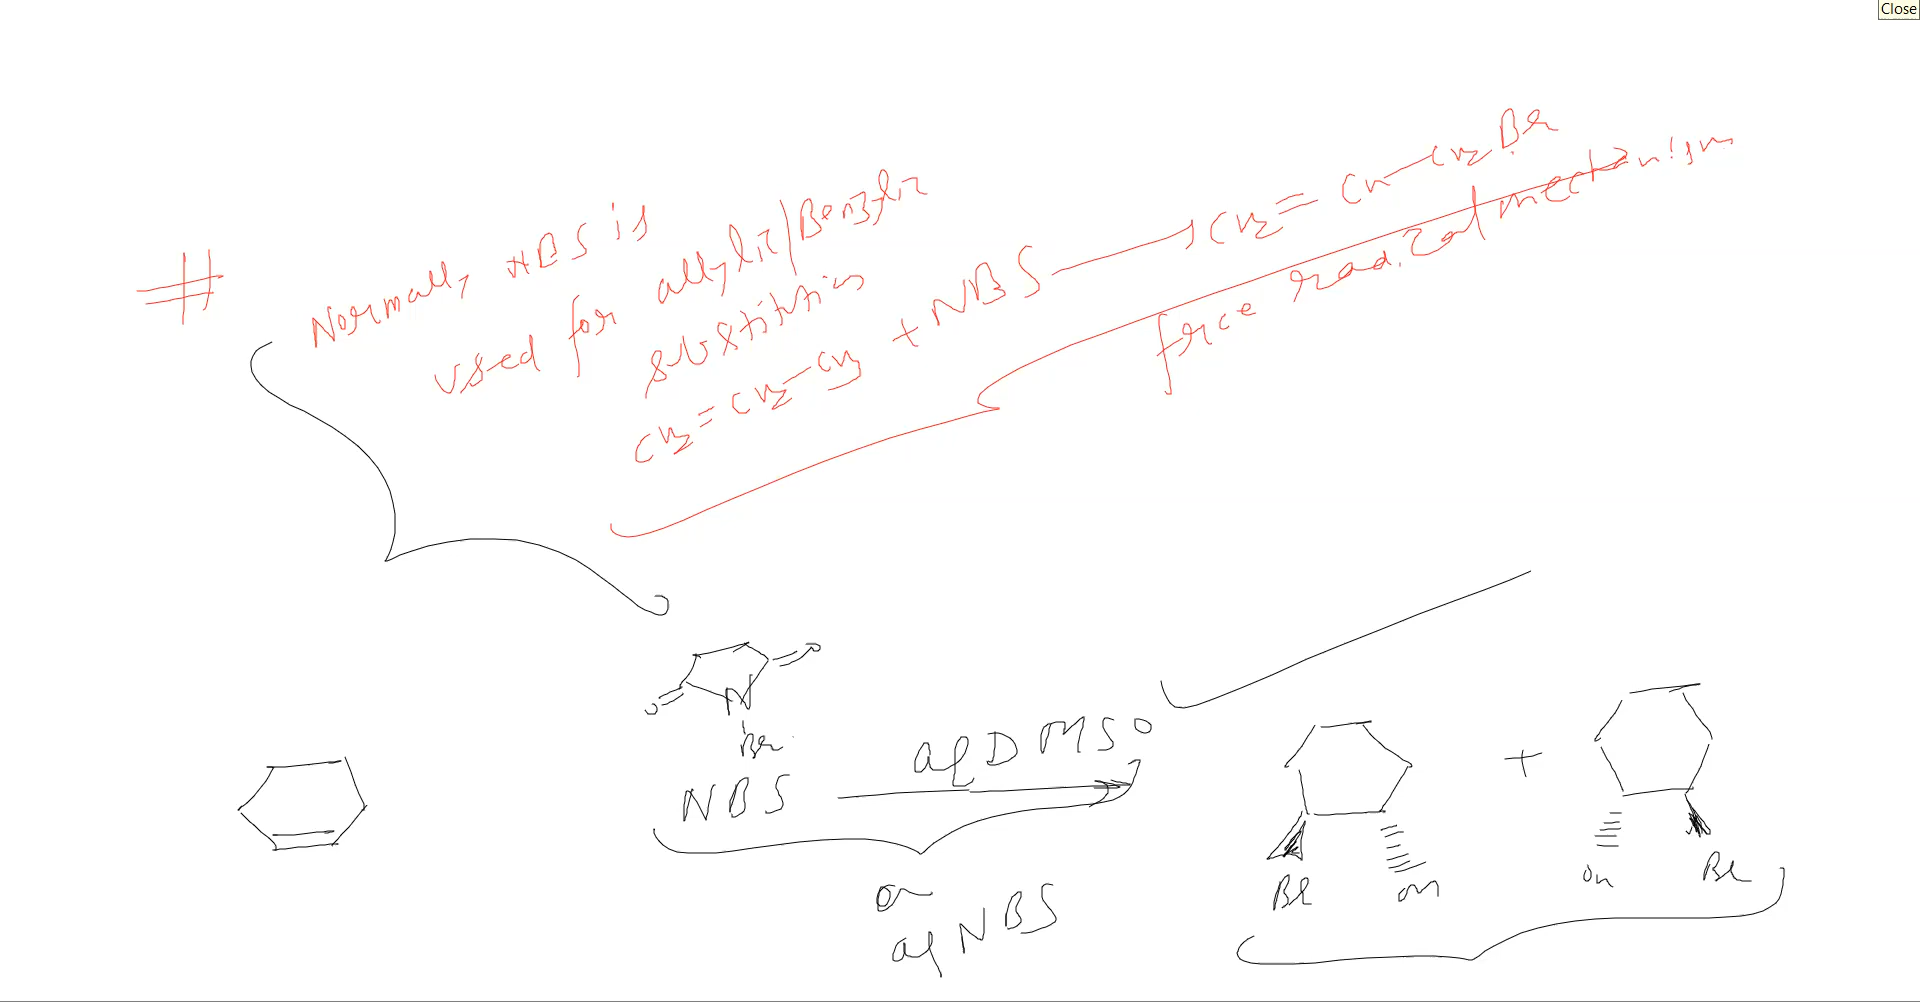 Close
# Normally NBS is
used for allylic/Benzylic
substitution
CH2=CH2-CH3 + NBS → CH2=CH-CH2Br
free radical mechanism
O
=O
O=
N
Br
NBS
aq DMSO
or
aq NBS
Br
OH
+
OH
Br